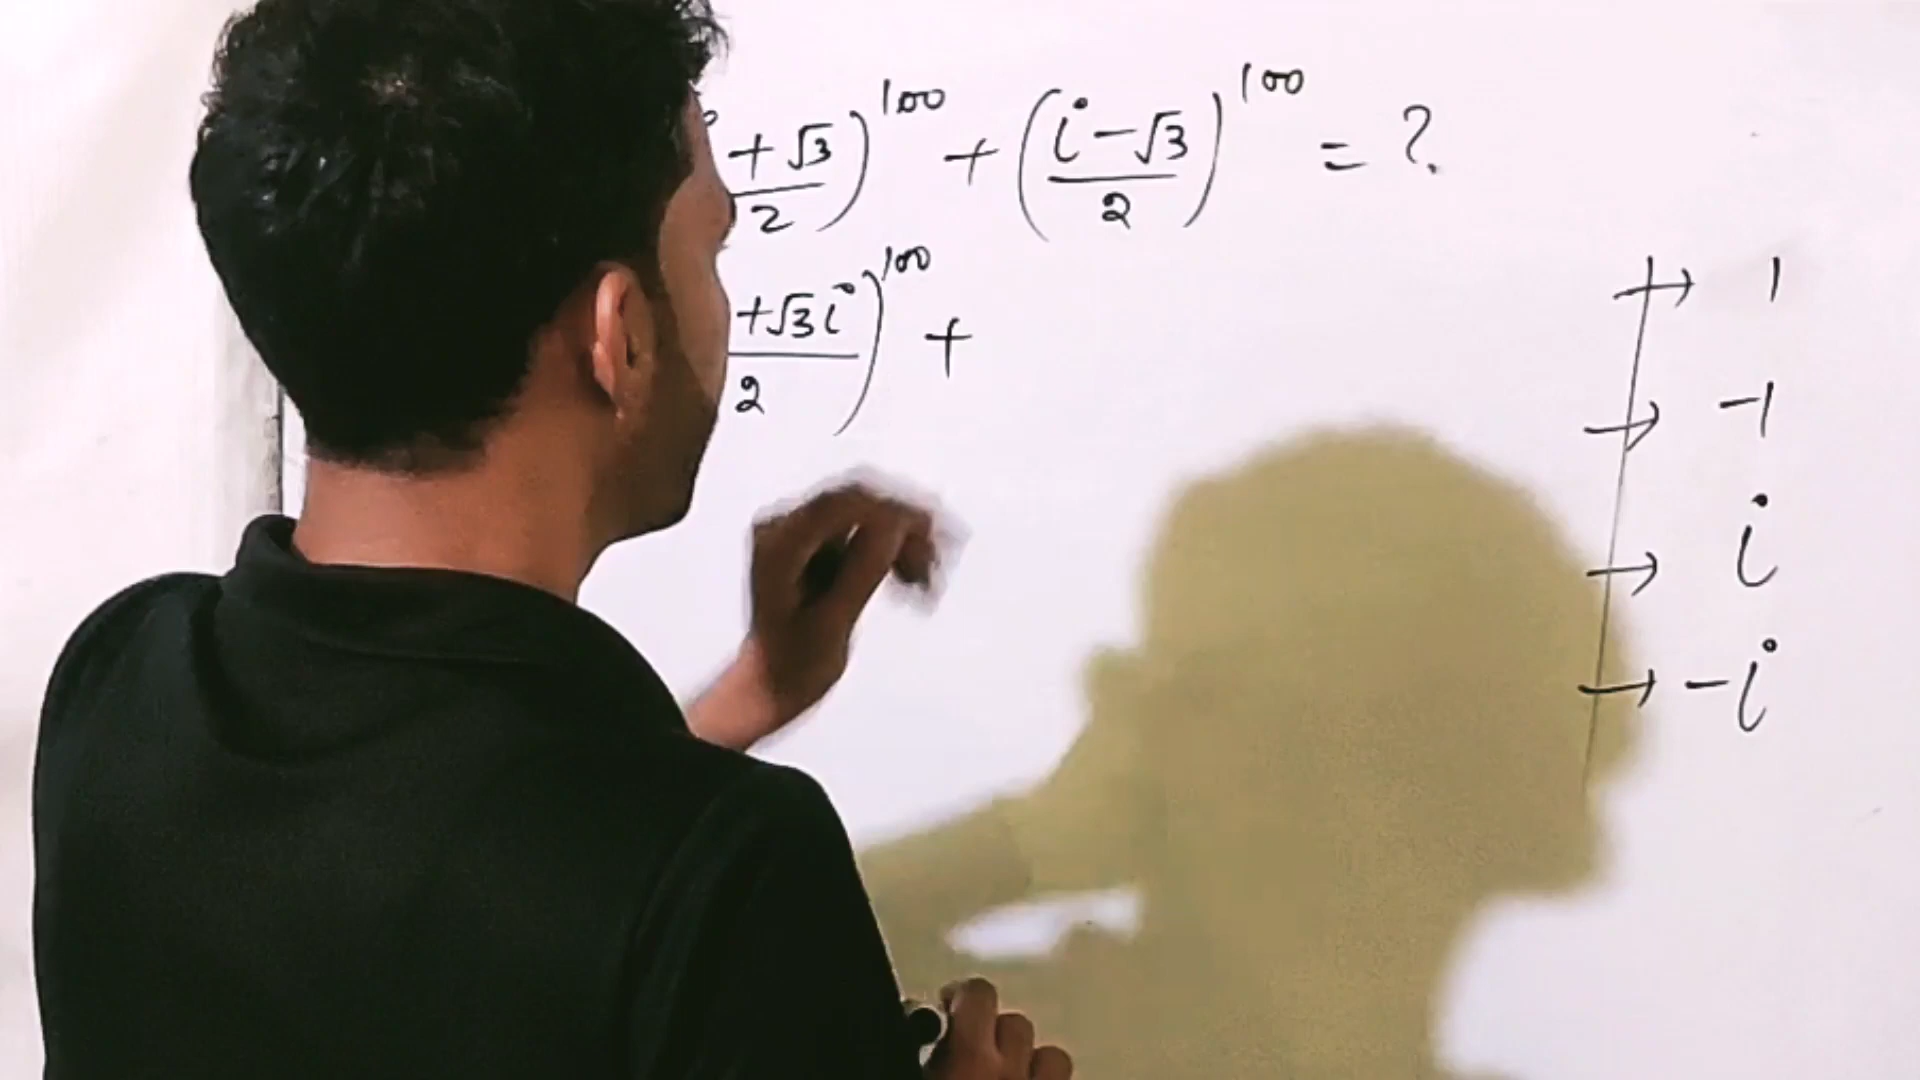 +√3/2)^100 + (i-√3/2)^100 = ?
+√3i/2)^100 +
→ 1
→ -1
→ i
→ -i